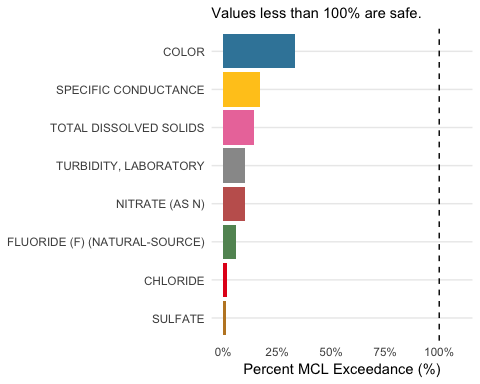 Values less than 100% are safe.
COLOR
SPECIFIC CONDUCTANCE
TOTAL DISSOLVED SOLIDS
TURBIDITY, LABORATORY
NITRATE (AS N)
FLUORIDE (F) (NATURAL-SOURCE)
CHLORIDE
SULFATE
0% 25% 50% 75% 100%
Percent MCL Exceedance (%)